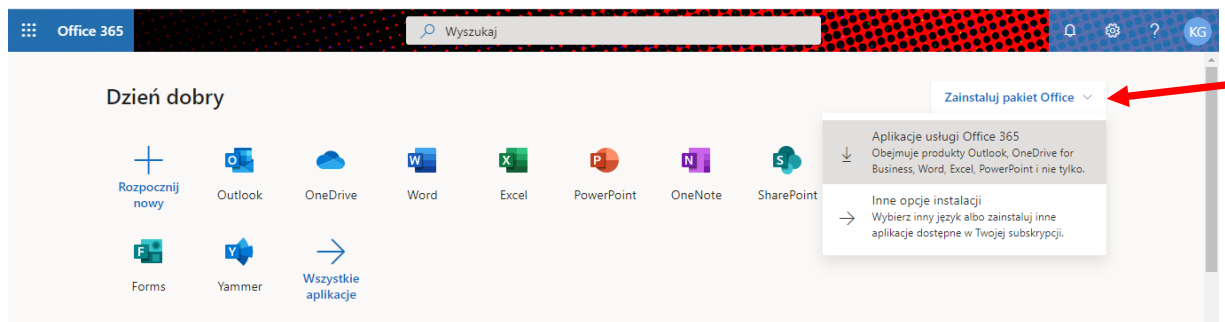 Office 365
Wyszukaj
?
KG
Dzień dobry
Zainstaluj pakiet Office
Aplikacje usługi Office 365
Obejmuje produkty Outlook, OneDrive for
Business, Word, Excel, PowerPoint i nie tylko.
Inne opcje instalacji
Wybierz inny język albo zainstaluj inne
aplikacje dostępne w Twojej subskrypcji.
Rozpocznij
nowy
Outlook
OneDrive
Word
Excel
PowerPoint
OneNote
SharePoint
Forms
Yammer
Wszystkie
aplikacje